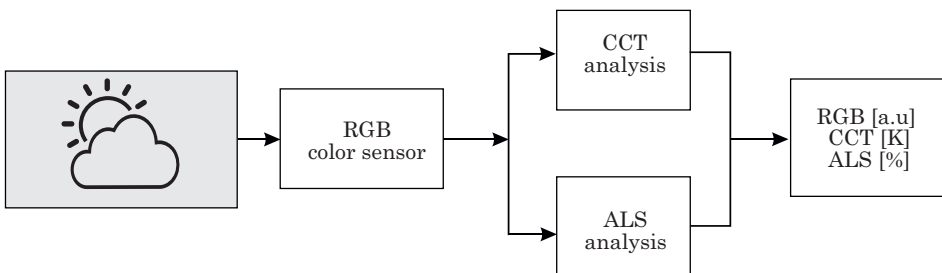 RGB
color sensor
CCT
analysis
ALS
analysis
RGB [a.u]
CCT [K]
ALS [%]